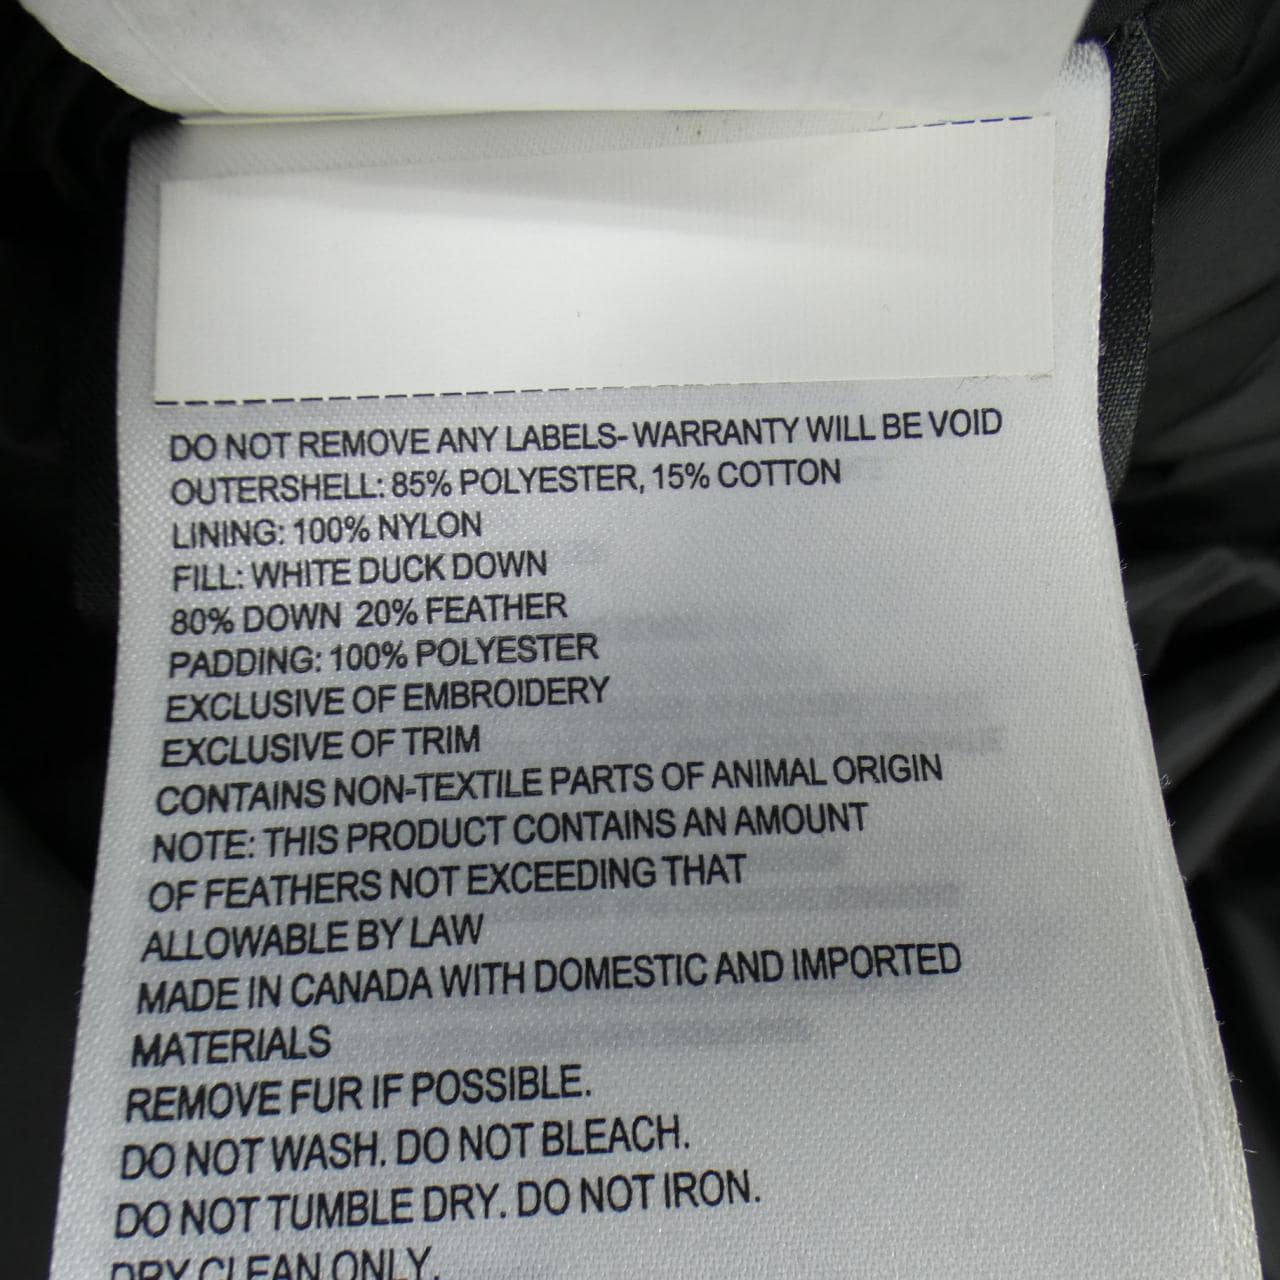 DO NOT REMOVE ANY LABELS- WARRANTY WILL BE VOID
OUTERSHELL: 85% POLYESTER, 15% COTTON
LINING: 100% NYLON
FILL: WHITE DUCK DOWN
80% DOWN 20% FEATHER
PADDING: 100% POLYESTER
EXCLUSIVE OF EMBROIDERY
EXCLUSIVE OF TRIM
CONTAINS NON-TEXTILE PARTS OF ANIMAL ORIGIN
NOTE: THIS PRODUCT CONTAINS AN AMOUNT
OF FEATHERS NOT EXCEEDING THAT
ALLOWABLE BY LAW
MADE IN CANADA WITH DOMESTIC AND IMPORTED
MATERIALS
REMOVE FUR IF POSSIBLE.
DO NOT WASH. DO NOT BLEACH.
DO NOT TUMBLE DRY. DO NOT IRON.
DRY CLEAN ONLY.